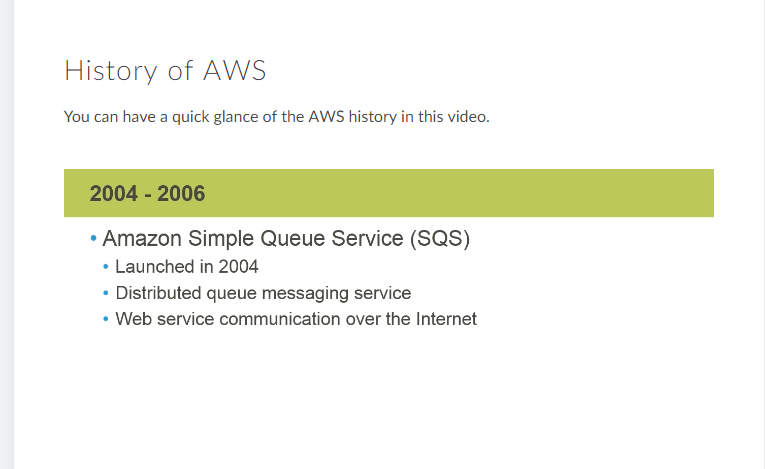 History of AWS
You can have a quick glance of the AWS history in this video.
2004 - 2006
• Amazon Simple Queue Service (SQS)
• Launched in 2004
• Distributed queue messaging service
• Web service communication over the Internet